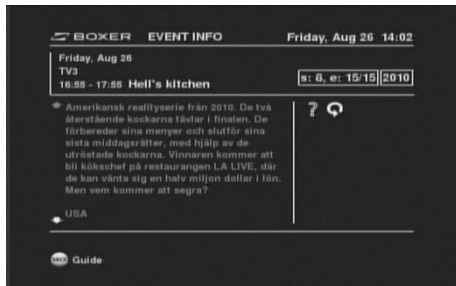 BOXER EVENT INFO Friday, Aug 26 14:02
Friday, Aug 26
TV3
16:55 - 17:55 Hell's kitchen
s: 8, e: 15/15 2010
Amerikansk realityserie från 2010. De två
återstående kockarna tävlar i finalen. De
förbereder sina menyer och slutför sina
sista middagsrätter, med hjälp av de
utröstade kockarna. Vinnaren kommer att
bli kökschef på restaurangen LA LIVE, där
de kan vänta sig en halv miljon dollar i lön.
Men vem kommer att segra?
USA
BACK Guide